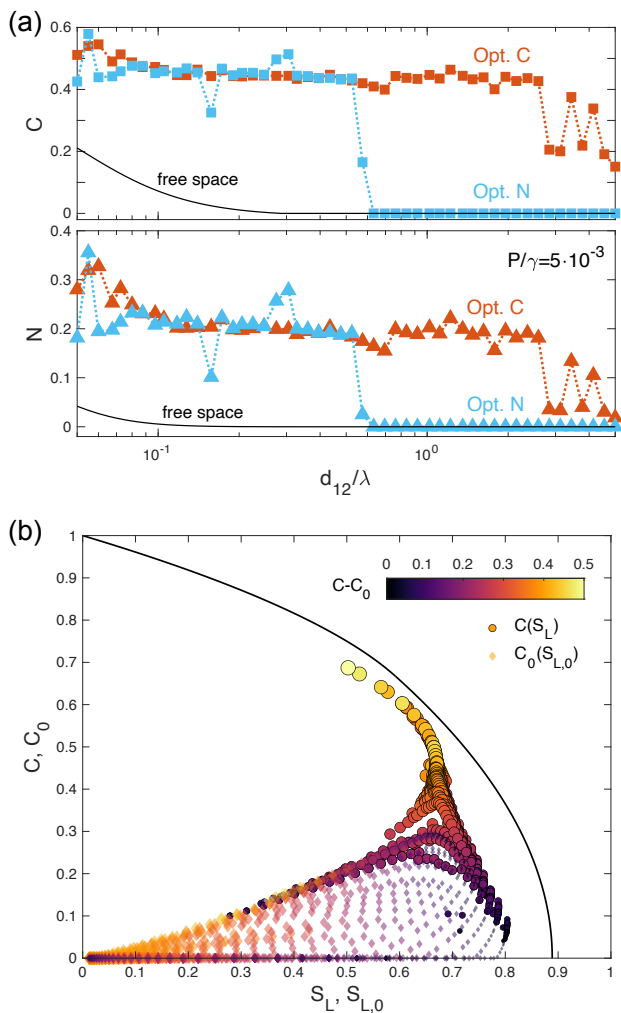 (a)
0.6
0.4
0.2
0
C
Opt. C
free space
Opt. N
0.4
0.3
0.2
0.1
0
N
P/γ=5·10⁻³
Opt. C
free space
Opt. N
10⁻¹
10⁰
d₁₂/λ
(b)
1
0.9
0.8
0.7
0.6
0.5
0.4
0.3
0.2
0.1
0
C, C₀
0 0.1 0.2 0.3 0.4 0.5
C-C₀
C(S_L)
C₀(S_L,0)
0 0.1 0.2 0.3 0.4 0.5 0.6 0.7 0.8 0.9 1
S_L, S_L,0